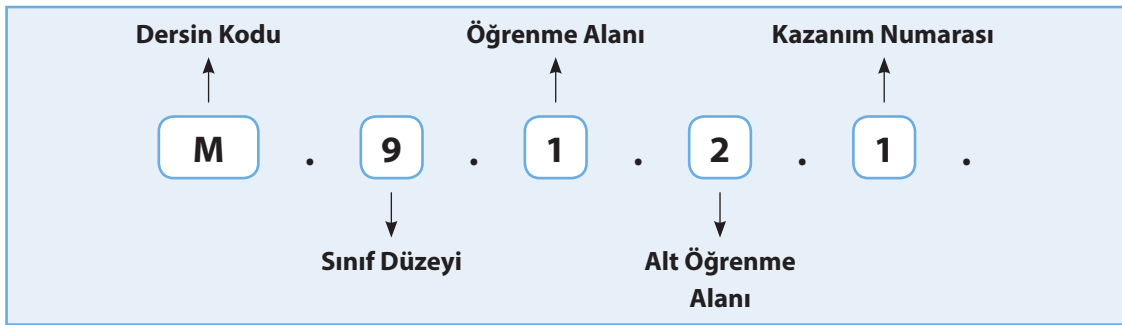 Dersin Kodu Öğrenme Alanı Kazanım Numarası
M . 9 . 1 . 2 . 1 .
Sınıf Düzeyi Alt Öğrenme
Alanı